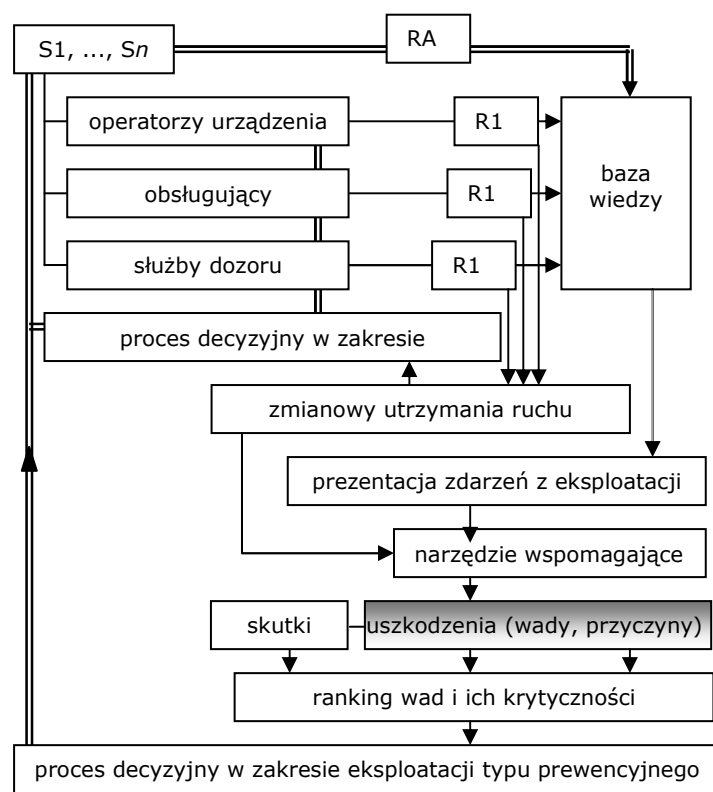 S1, ..., Sn
RA
operatorzy urządzenia
R1
obsługujący
R1
służby dozoru
R1
baza
wiedzy
proces decyzyjny w zakresie
zmianowy utrzymania ruchu
prezentacja zdarzeń z eksploatacji
narzędzie wspomagające
skutki
uszkodzenia (wady, przyczyny)
ranking wad i ich krytyczności
proces decyzyjny w zakresie eksploatacji typu prewencyjnego